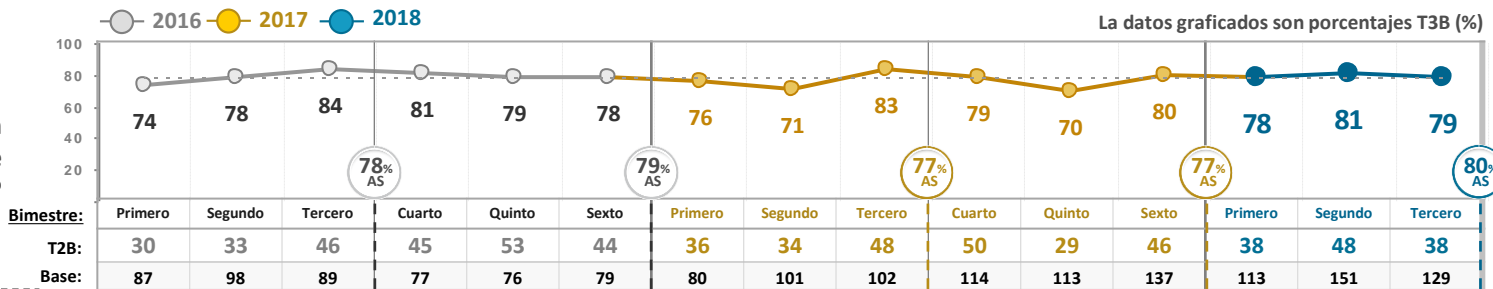 2016 2017 2018 La datos graficados son porcentajes T3B (%)
100
80
60
40
20
74 78 84 81 79 78 76 71 83 79 70 80 78 81 79
78% AS 79% AS 77% AS 77% AS 80% AS
Bimestre: Primero Segundo Tercero Cuarto Quinto Sexto Primero Segundo Tercero Cuarto Quinto Sexto Primero Segundo Tercero
T2B: 30 33 46 45 53 44 36 34 48 50 29 46 38 48 38
Base: 87 98 89 77 76 79 80 101 102 114 113 137 113 151 129